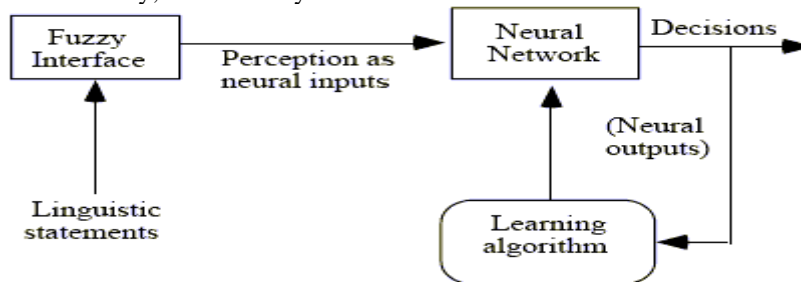 Fuzzy
Interface
Perception as
neural inputs
Neural
Network
Decisions
(Neural
outputs)
Linguistic
statements
Learning
algorithm